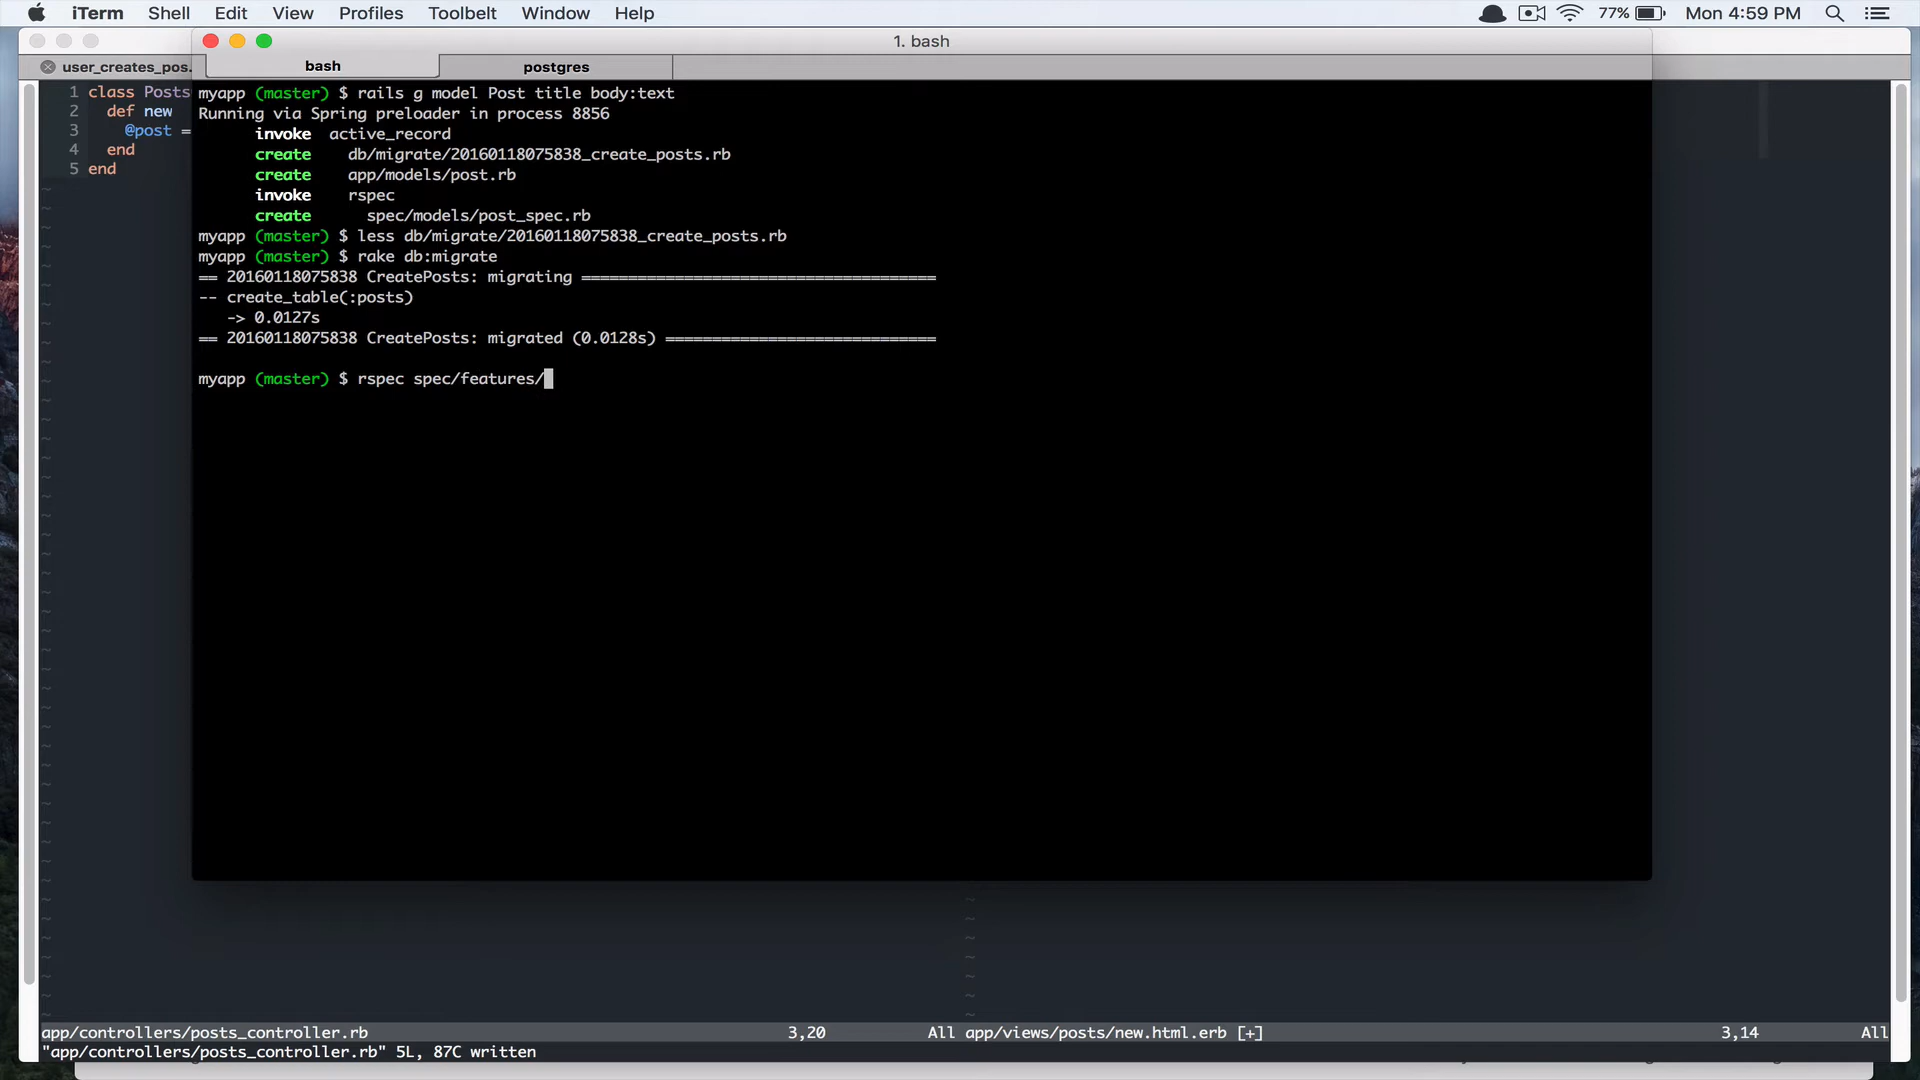 iTerm Shell Edit View Profiles Toolbelt Window Help 77% Mon 4:59 PM
1. bash
user_creates_pos. bash postgres
1 class Posts
2 def new
3 @post =
4 end
5 end
myapp (master) $ rails g model Post title body:text
Running via Spring preloader in process 8856
invoke active_record
create db/migrate/20160118075838_create_posts.rb
create app/models/post.rb
invoke rspec
create spec/models/post_spec.rb
myapp (master) $ less db/migrate/20160118075838_create_posts.rb
myapp (master) $ rake db:migrate
== 20160118075838 CreatePosts: migrating ======================================
-- create_table(:posts)
-> 0.0127s
== 20160118075838 CreatePosts: migrated (0.0128s) =============================
myapp (master) $ rspec spec/features/
app/controllers/posts_controller.rb 3,20 All app/views/posts/new.html.erb [+] 3,14 All
"app/controllers/posts_controller.rb" 5L, 87C written